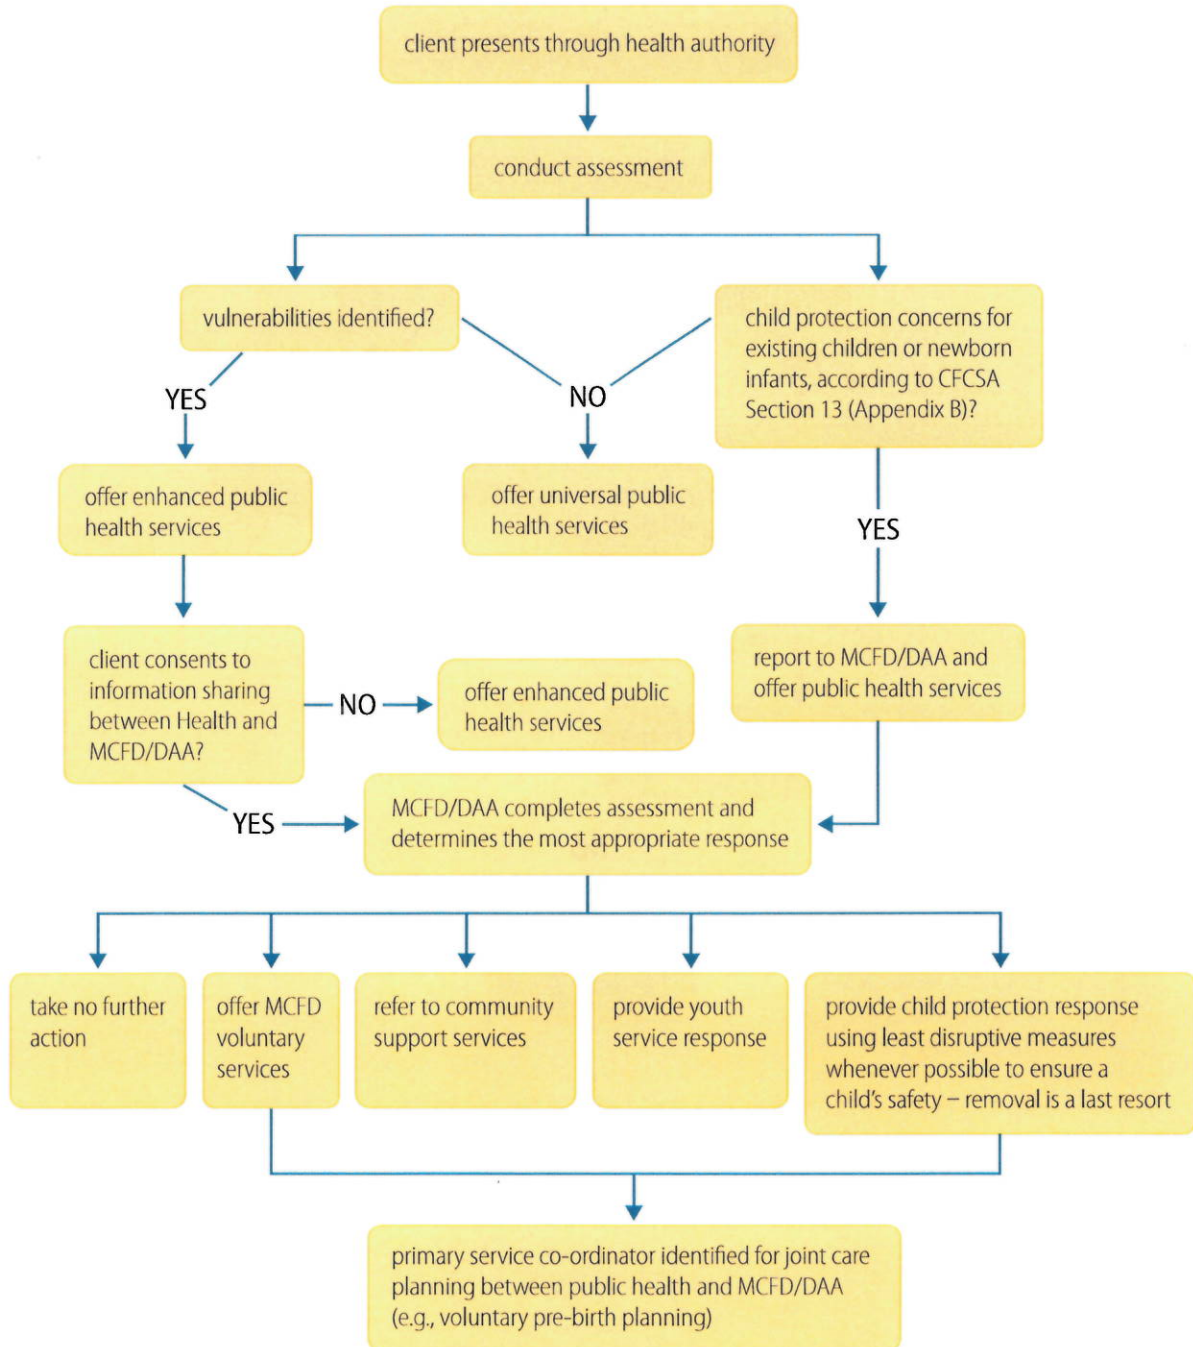 client presents through health authority
conduct assessment
vulnerabilities identified?
child protection concerns for
existing children or newborn
infants, according to CFCSA
Section 13 (Appendix B)?
YES
NO
offer enhanced public
health services
offer universal public
health services
YES
client consents to
information sharing
between Health and
MCFD/DAA?
NO
offer enhanced public
health services
report to MCFD/DAA and
offer public health services
YES
MCFD/DAA completes assessment and
determines the most appropriate response
take no further
action
offer MCFD
voluntary
services
refer to community
support services
provide youth
service response
provide child protection response
using least disruptive measures
whenever possible to ensure a
child's safety – removal is a last resort
primary service co-ordinator identified for joint care
planning between public health and MCFD/DAA
(e.g., voluntary pre-birth planning)